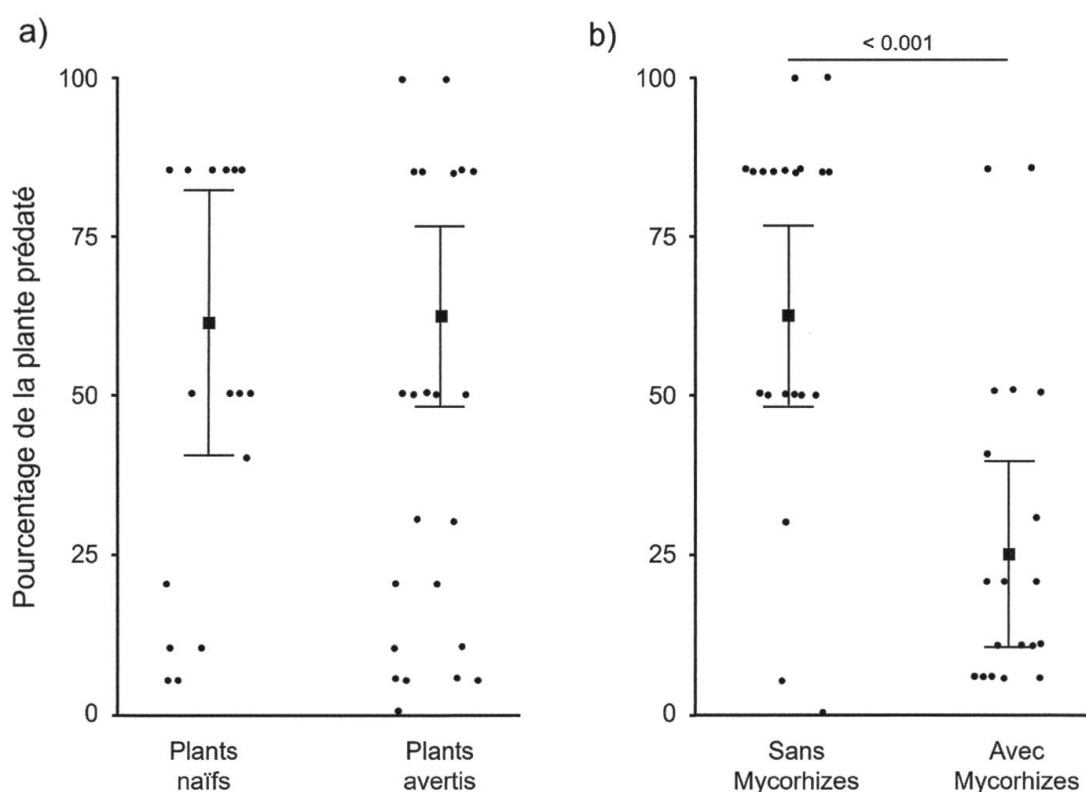 a)
b)
< 0.001
Pourcentage de la plante prédaté
100
75
50
25
0
Plants
naïfs
Plants
avertis
100
75
50
25
0
Sans
Mycorhizes
Avec
Mycorhizes